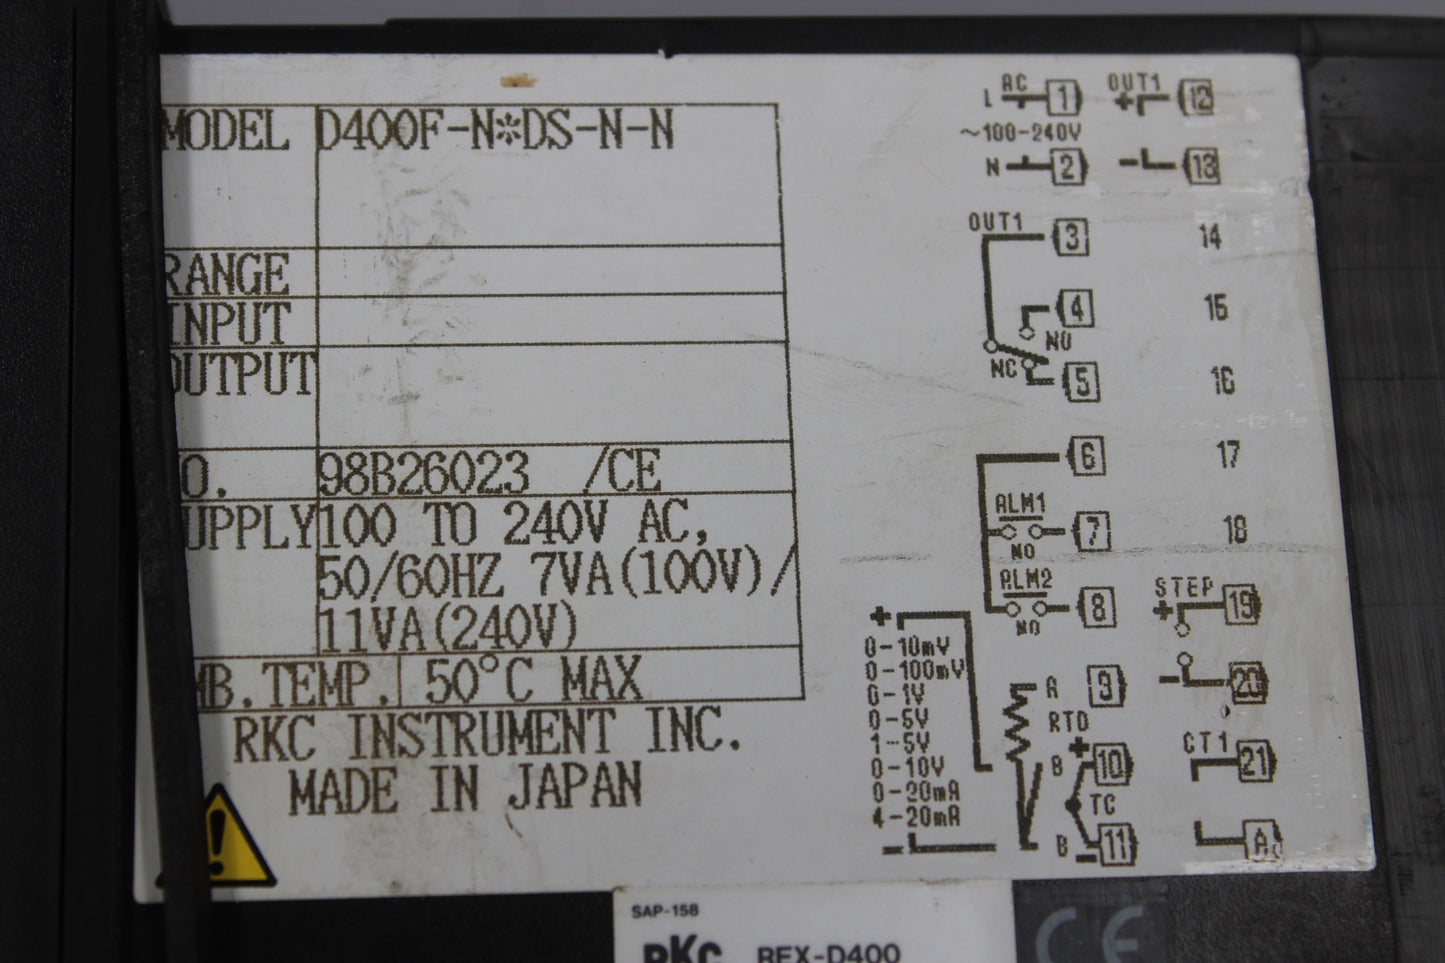 MODEL D400F-N*DS-N-N
RANGE
INPUT
OUTPUT
NO. 98B26023 /CE
SUPPLY 100 TO 240V AC,
50/60HZ 7VA(100V)/
11VA(240V)
AMB.TEMP. 50°C MAX
RKC INSTRUMENT INC.
MADE IN JAPAN
AC OUT1
L 1 + 12
~100-240V
N 2 - 13
OUT1 3 14
4 15
NO
NC 5 16
6 17
ALM1
7 18
NO
ALM2 STEP
8 + 19
NO
+
0-10mV
0-100mV
0-1V
0-5V
1-5V
0-10V
0-20mA
4-20mA
-
A 9 - 20
RTD
+ CT1
B 10 21
TC
B - 11 A
SAP-158
RKC REX-D400
CE